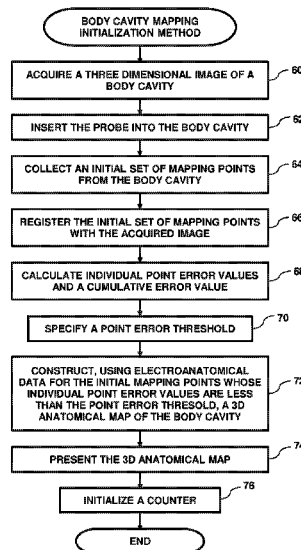 BODY CAVITY MAPPING
INITIALIZATION METHOD
ACQUIRE A THREE DIMENSIONAL IMAGE OF A
BODY CAVITY
60
INSERT THE PROBE INTO THE BODY CAVITY
62
COLLECT AN INITIAL SET OF MAPPING POINTS
FROM THE BODY CAVITY
64
REGISTER THE INITIAL SET OF MAPPING POINTS
WITH THE ACQUIRED IMAGE
66
CALCULATE INDIVIDUAL POINT ERROR VALUES
AND A CUMULATIVE ERROR VALUE
68
SPECIFY A POINT ERROR THRESHOLD
70
CONSTRUCT, USING ELECTROANATOMICAL
DATA FOR THE INITIAL MAPPING POINTS WHOSE
INDIVIDUAL POINT ERROR VALUES ARE LESS
THAN THE POINT ERROR THRESOLD, A 3D
ANATOMICAL MAP OF THE BODY CAVITY
72
PRESENT THE 3D ANATOMICAL MAP
74
INITIALIZE A COUNTER
76
END